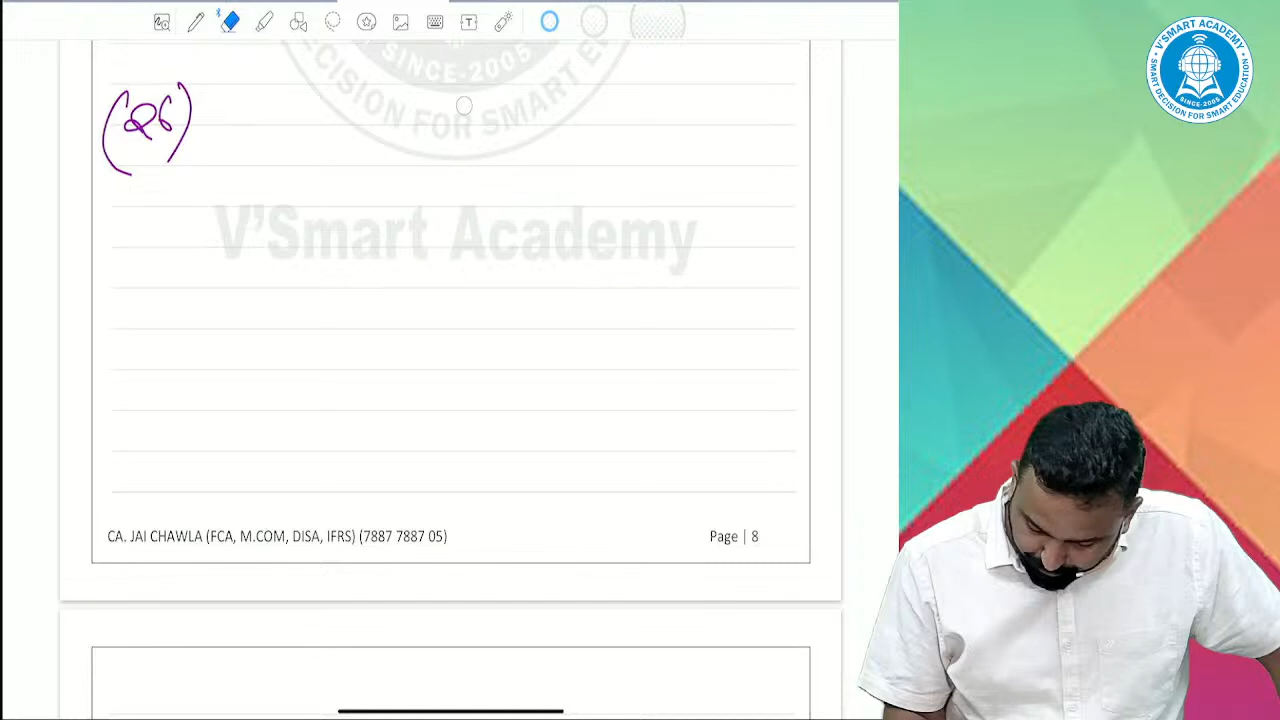 SINCE-2005
DECISION FOR SMART E
(Q6)
V'Smart Academy
CA. JAI CHAWLA (FCA, M.COM, DISA, IFRS) (7887 7887 05)
Page | 8
V'SMART ACADEMY
SINCE-2005
SMART DECISION FOR SMART EDUCATION